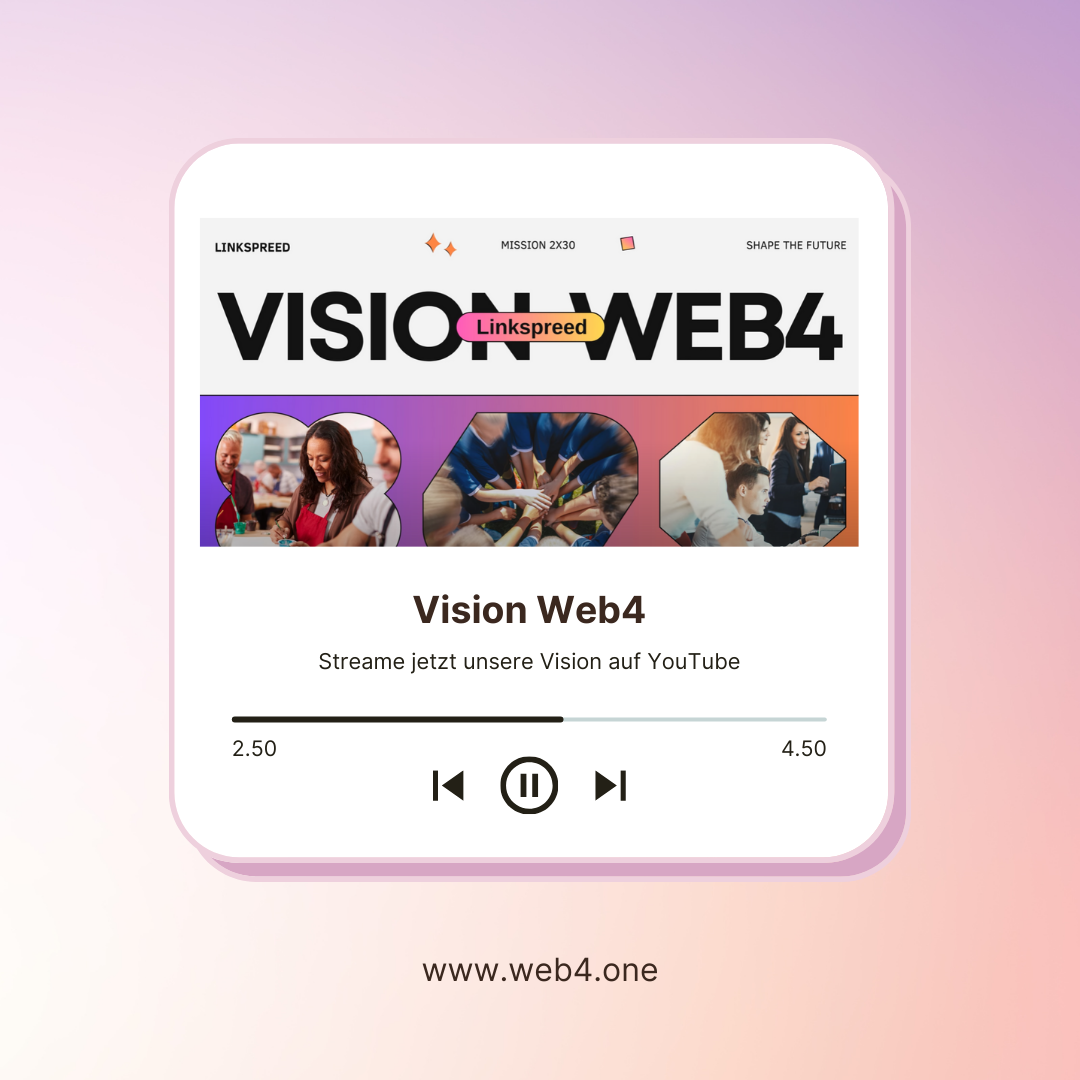 LINKSPREED
MISSION 2X30
SHAPE THE FUTURE
VISION WEB4
Linkspreed
Vision Web4
Streame jetzt unsere Vision auf YouTube
2.50
4.50
www.web4.one